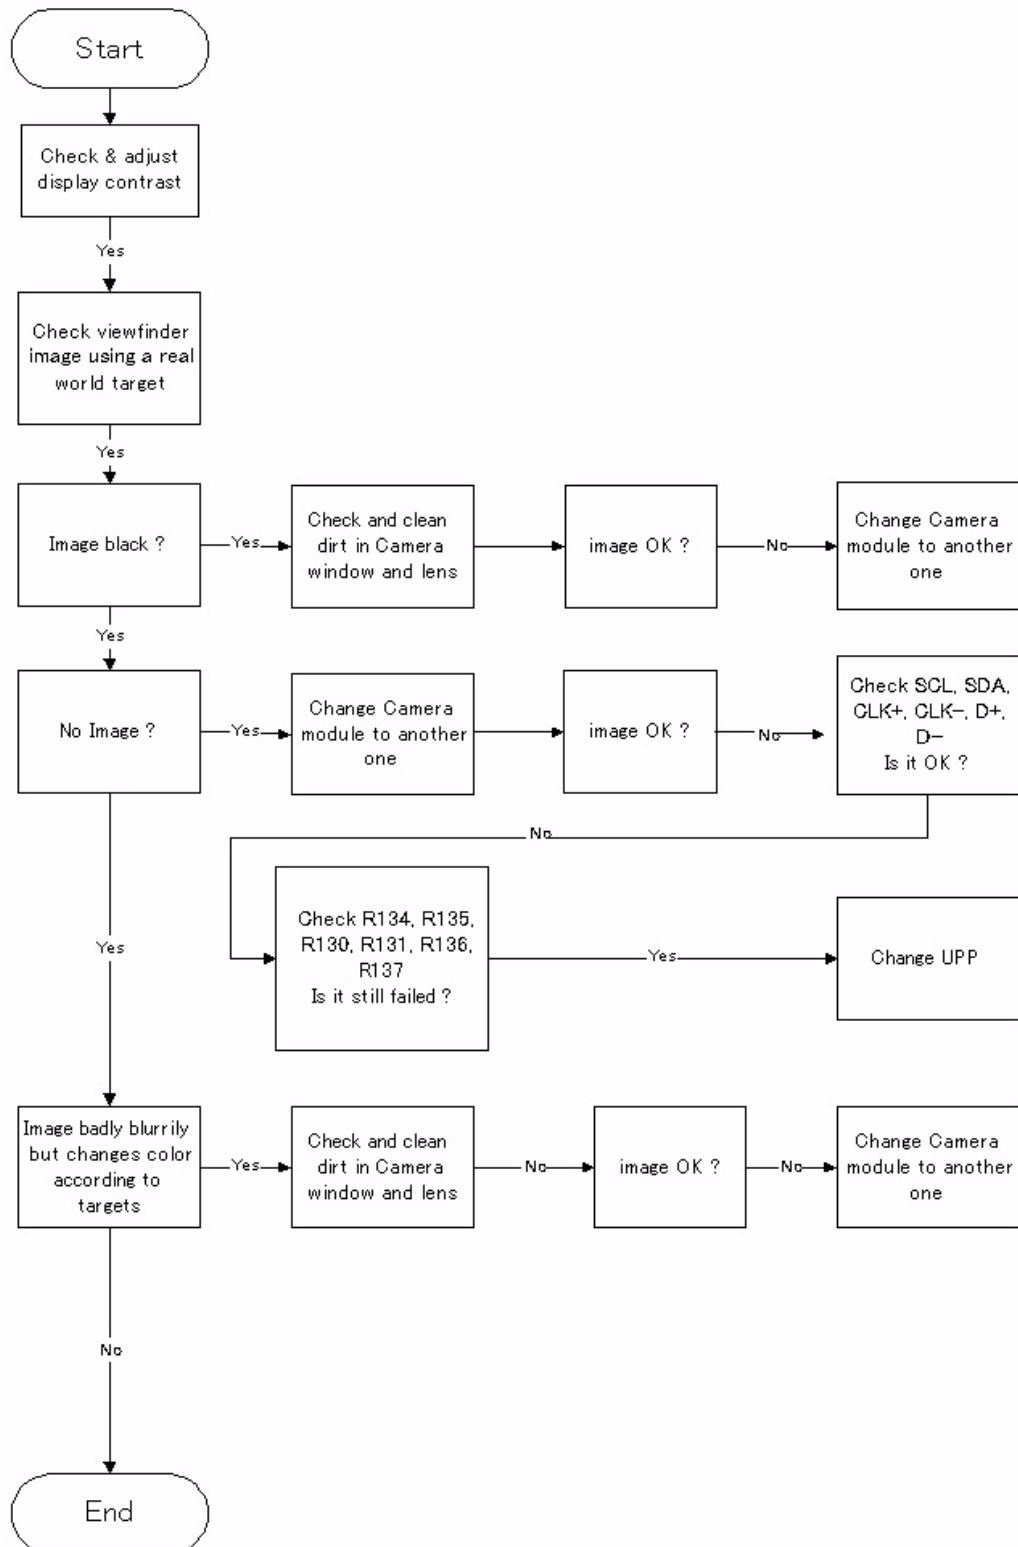 Start
Check & adjust
display contrast
Yes
Check viewfinder
image using a real
world target
Yes
Image black ?
Yes
Check and clean
dirt in Camera
window and lens
image OK ?
No
Change Camera
module to another
one
Yes
No Image ?
Yes
Change Camera
module to another
one
image OK ?
No
Check SCL, SDA,
CLK+, CLK-, D+,
D-
Is it OK ?
No
Check R134, R135,
R130, R131, R136,
R137
Is it still failed ?
Yes
Change UPP
Yes
Image badly blurrily
but changes color
according to
targets
Yes
Check and clean
dirt in Camera
window and lens
No
image OK ?
No
Change Camera
module to another
one
No
End